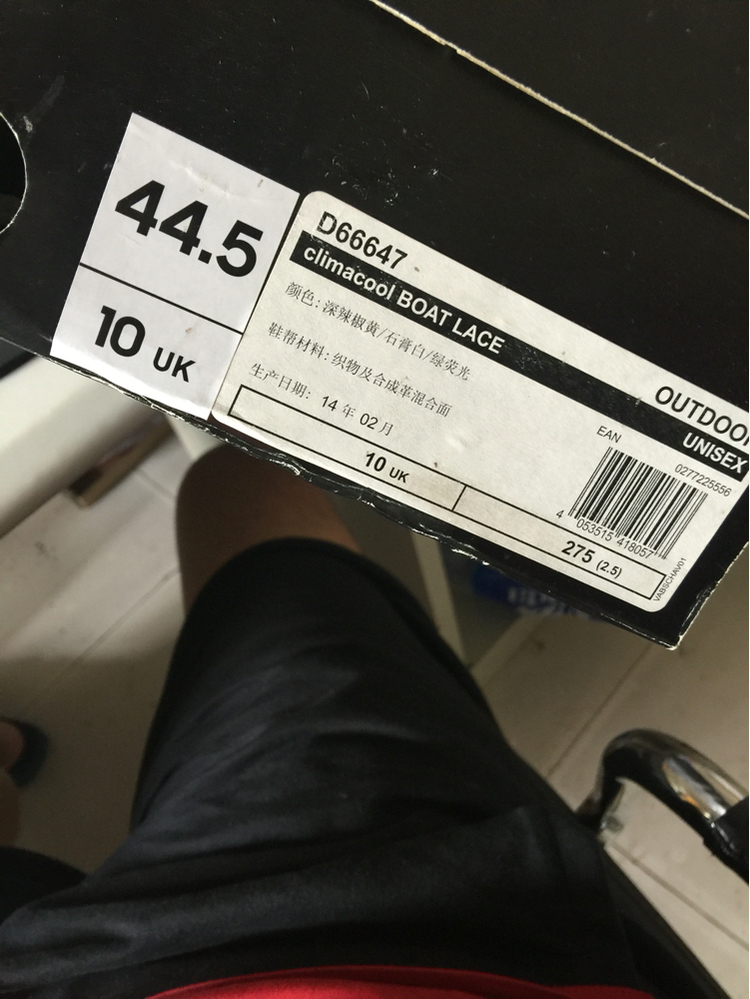 44.5
10 UK
D66647
climacool BOAT LACE
OUTDOOR
UNISEX
颜色: 深辣椒黄/石膏白/绿荧光
鞋帮材料: 织物及合成革混合面
生产日期: 14 年 02 月
EAN
0277225556
4 053515 418057
10 UK
275 (2.5)
VABSCHAV01